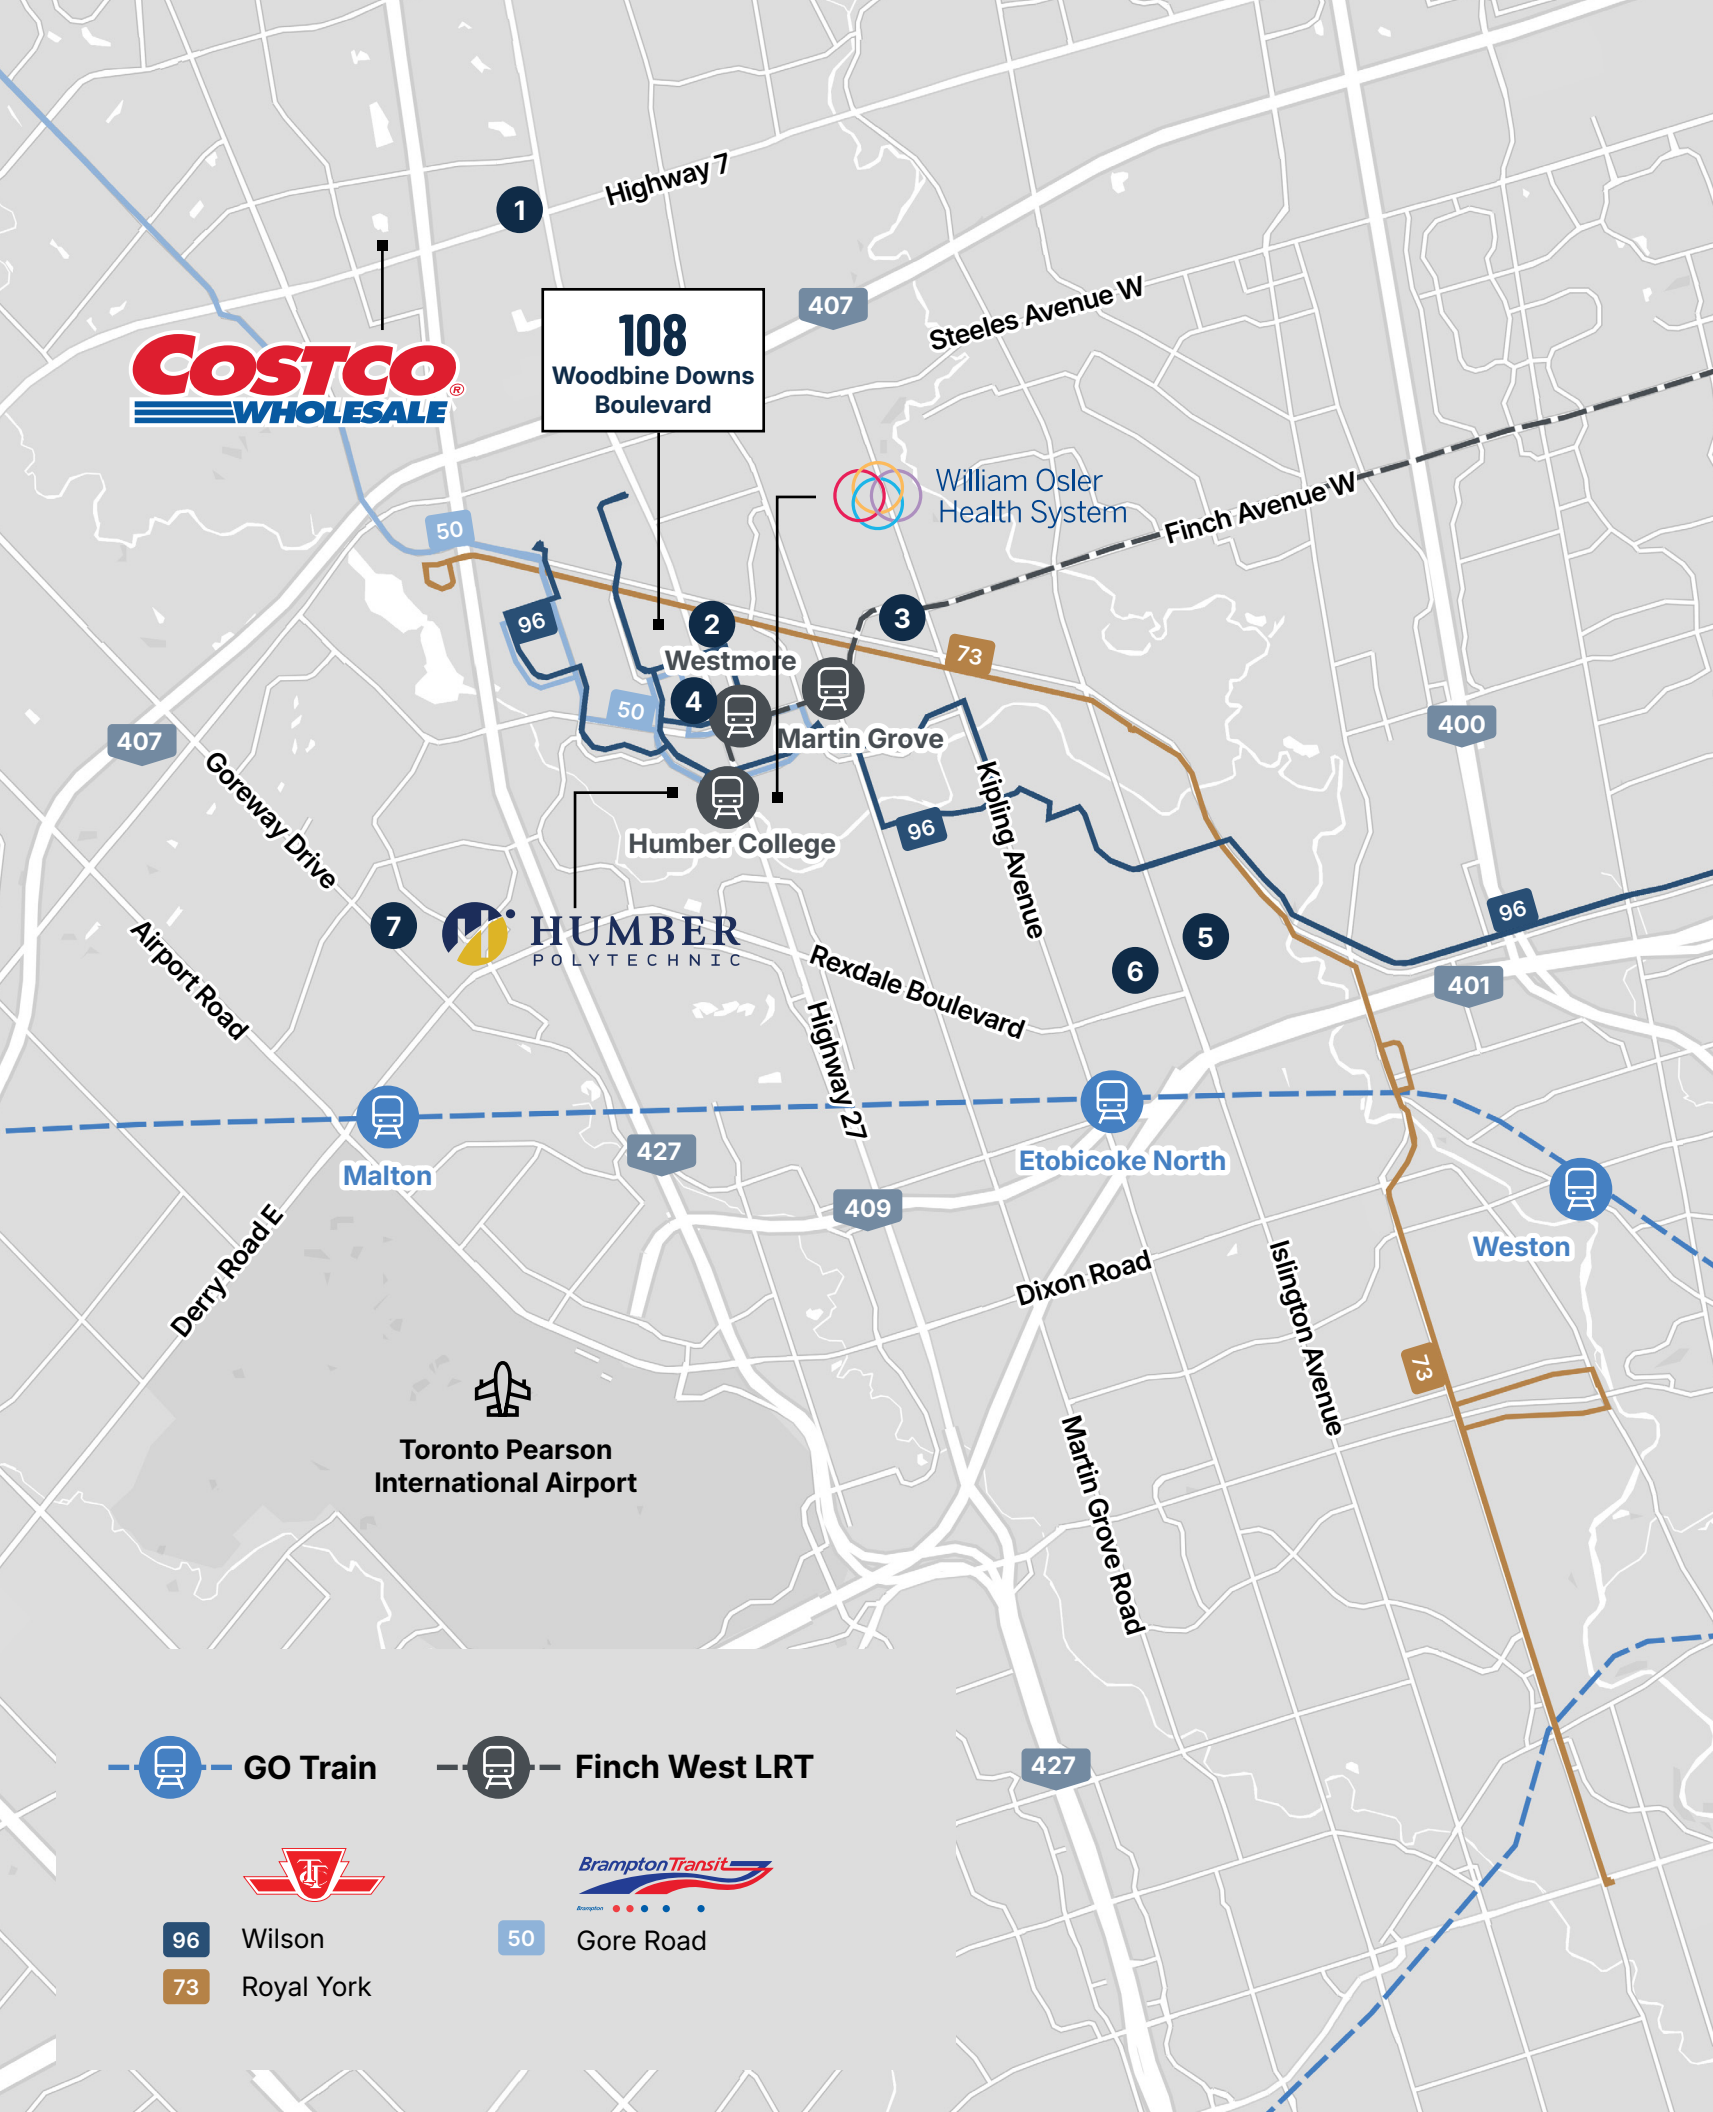 Highway 7
1
407
108
Woodbine Downs
Boulevard
Steeles Avenue W
COSTCO
®
WHOLESALE
William Osler
Health System
Finch Avenue W
50
96
2
3
Westmore
73
4
50
Martin Grove
407
400
Goreway Drive
Kipling Avenue
Humber College
96
96
7
HUMBER
POLYTECHNIC
Airport Road
Rexdale Boulevard
5
6
401
Highway 27
Malton
427
Etobicoke North
409
Weston
Derry Road E
Dixon Road
Islington Avenue
73
Toronto Pearson
International Airport
Martin Grove Road
427
GO Train
Finch West LRT
TTC
Brampton Transit
Brampton
96
Wilson
50
Gore Road
73
Royal York